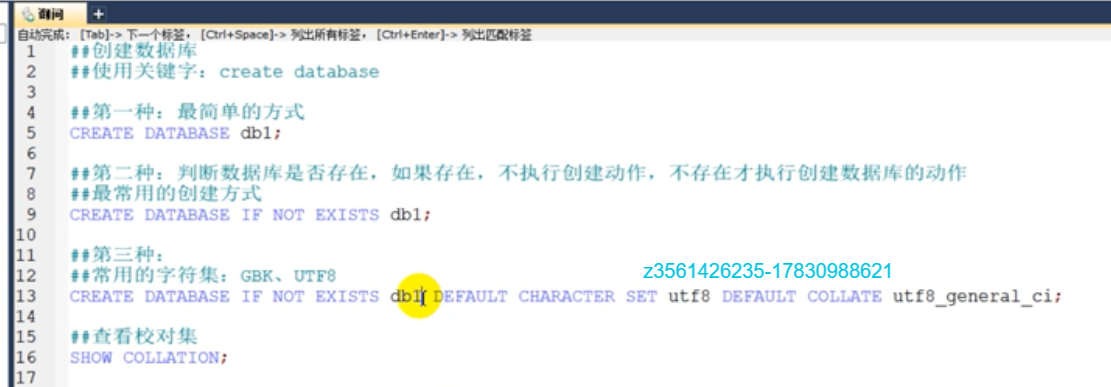 询问
自动完成: [Tab]-> 下一个标签, [Ctrl+Space]-> 列出所有标签, [Ctrl+Enter]-> 列出匹配标签
1 ##创建数据库
2 ##使用关键字：create database
3
4 ##第一种：最简单的方式
5 CREATE DATABASE db1;
6
7 ##第二种：判断数据库是否存在，如果存在，不执行创建动作，不存在才执行创建数据库的动作
8 ##最常用的创建方式
9 CREATE DATABASE IF NOT EXISTS db1;
10
11 ##第三种：
12 ##常用的字符集：GBK、UTF8
z3561426235-17830988621
13 CREATE DATABASE IF NOT EXISTS db1 DEFAULT CHARACTER SET utf8 DEFAULT COLLATE utf8_general_ci;
14
15 ##查看校对集
16 SHOW COLLATION;
17